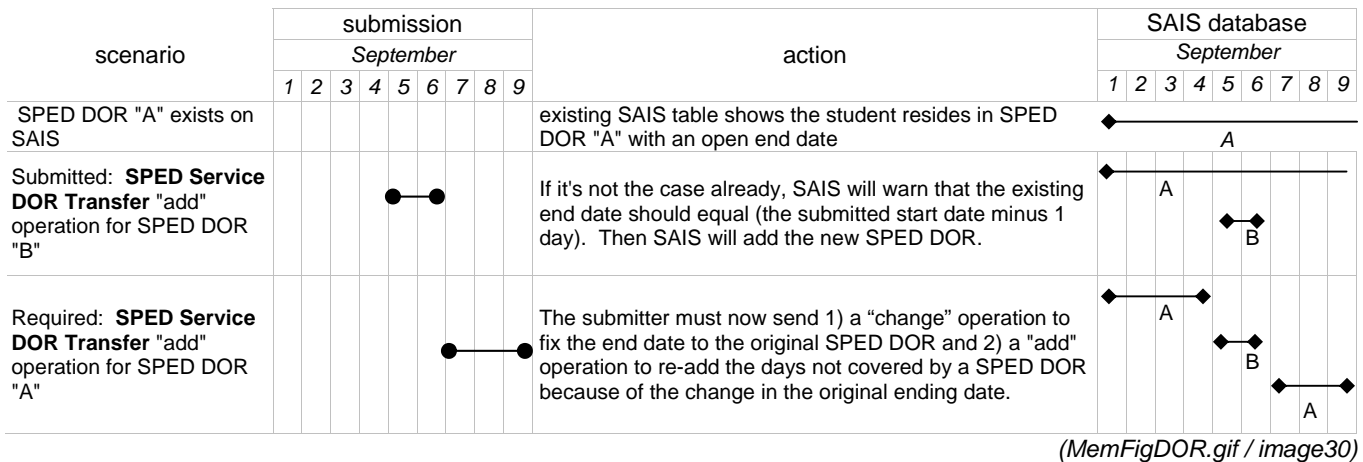 submission
SAIS database
scenario
September
action
September
1 2 3 4 5 6 7 8 9
1 2 3 4 5 6 7 8 9
SPED DOR "A" exists on
SAIS
existing SAIS table shows the student resides in SPED
DOR "A" with an open end date
A
Submitted: SPED Service
DOR Transfer "add"
operation for SPED DOR
"B"
If it's not the case already, SAIS will warn that the existing
end date should equal (the submitted start date minus 1
day). Then SAIS will add the new SPED DOR.
A
B
Required: SPED Service
DOR Transfer "add"
operation for SPED DOR
"A"
The submitter must now send 1) a “change” operation to
fix the end date to the original SPED DOR and 2) a "add"
operation to re-add the days not covered by a SPED DOR
because of the change in the original ending date.
A
B
A
(MemFigDOR.gif / image30)